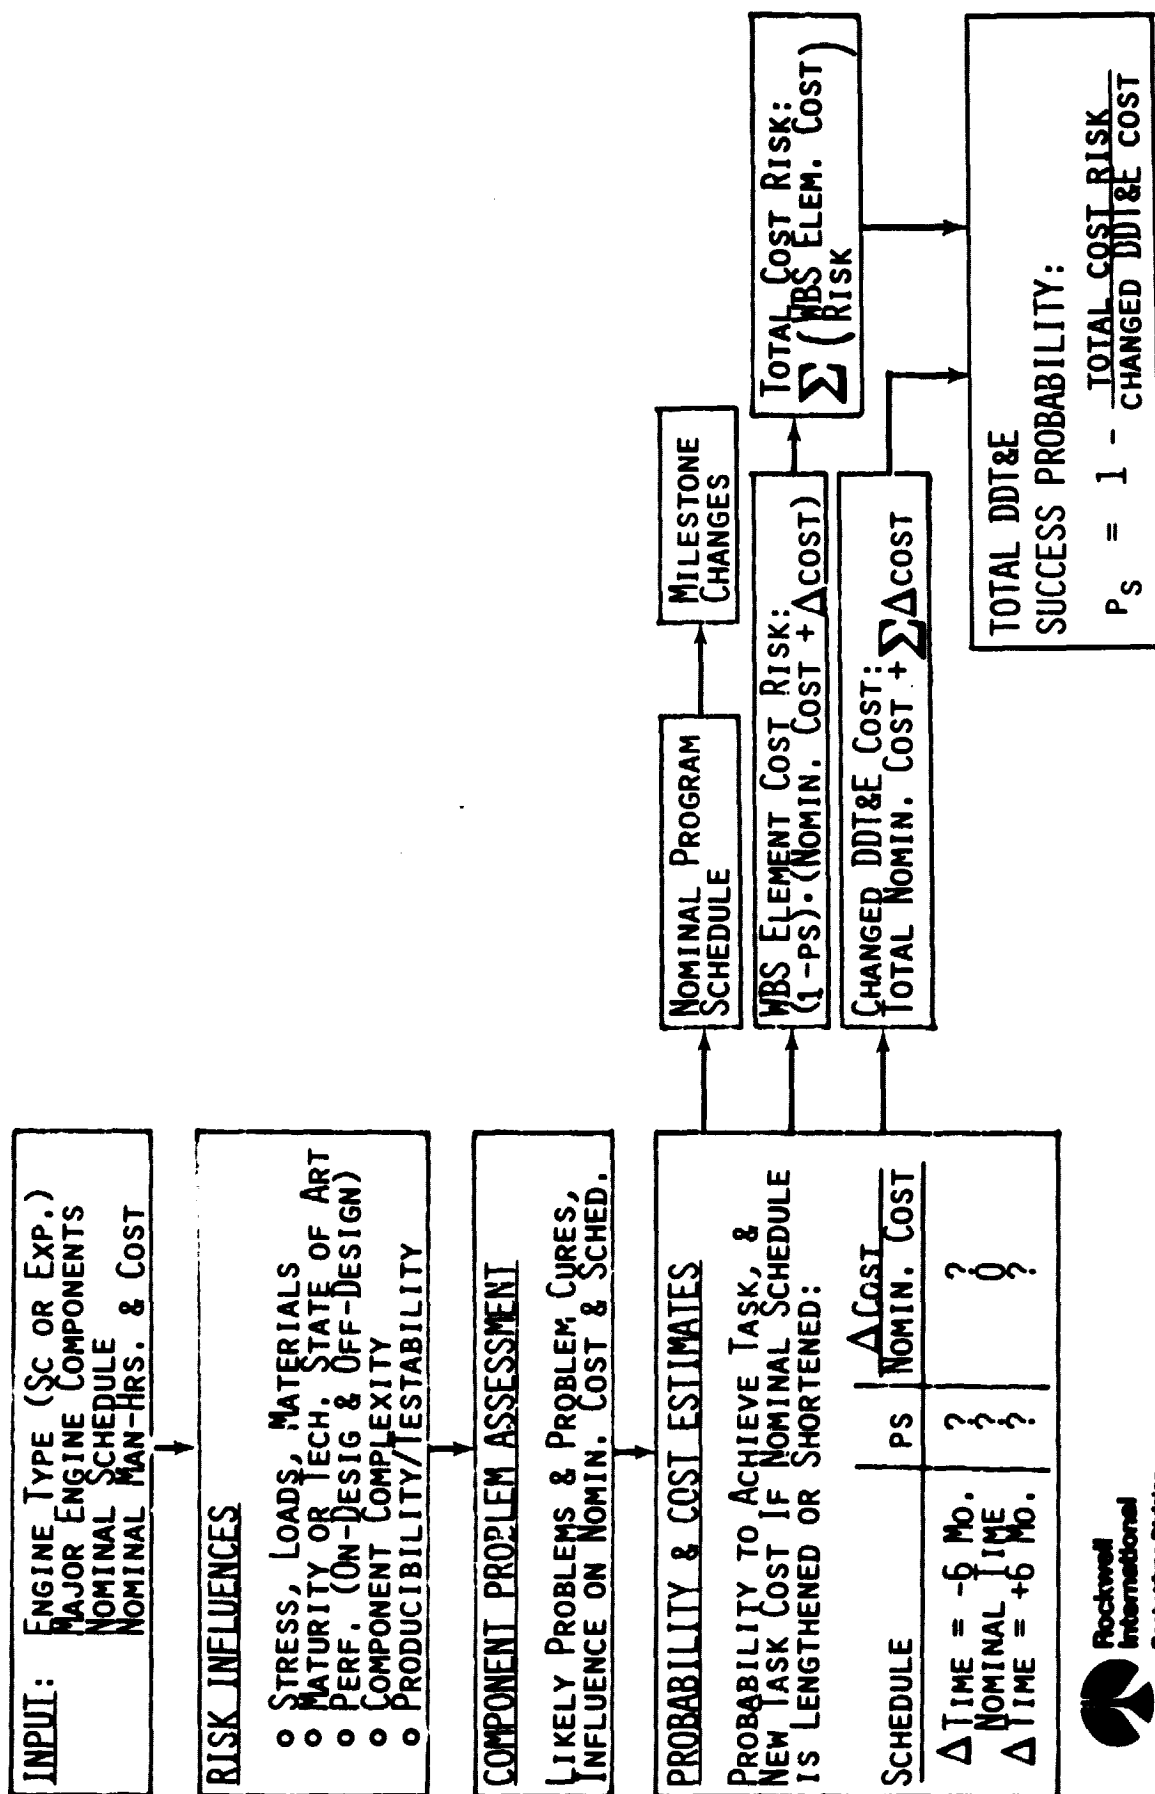 INPUT: ENGINE TYPE (SC OR EXP.)
MAJOR ENGINE COMPONENTS
NOMINAL SCHEDULE
NOMINAL MAN-HRS. & COST
RISK INFLUENCES
o STRESS, LOADS, MATERIALS
o MATURITY OR TECH. STATE OF ART
o PERF. (ON-DESIG & OFF-DESIGN)
o COMPONENT COMPLEXITY
o PRODUCIBILITY/TESTABILITY
COMPONENT PROPLEM ASSESSMENT
LIKELY PROBLEMS & PROBLEM CURES,
INFLUENCE ON NOMIN. COST & SCHED.
PROBABILITY & COST ESTIMATES
PROBABILITY TO ACHIEVE TASK, &
NEW TASK COST IF NOMINAL SCHEDULE
IS LENGTHENED OR SHORTENED:
SCHEDULE PS ΔCOST
NOMIN. COST
Δ TIME = -6 MO. ? ?
NOMINAL TIME ? 0
Δ TIME = +6 MO. ? ?
NOMINAL PROGRAM
SCHEDULE
MILESTONE
CHANGES
WBS ELEMENT COST RISK:
(1-PS).(NOMIN. COST + ΔCOST)
CHANGED DDT&E COST:
TOTAL NOMIN. COST + ΣΔCOST
TOTAL COST RISK:
Σ (WBS ELEM. COST)
RISK
TOTAL DDT&E
SUCCESS PROBABILITY:
PS = 1 - TOTAL COST RISK
CHANGED DDT&E COST
Rockwell
International